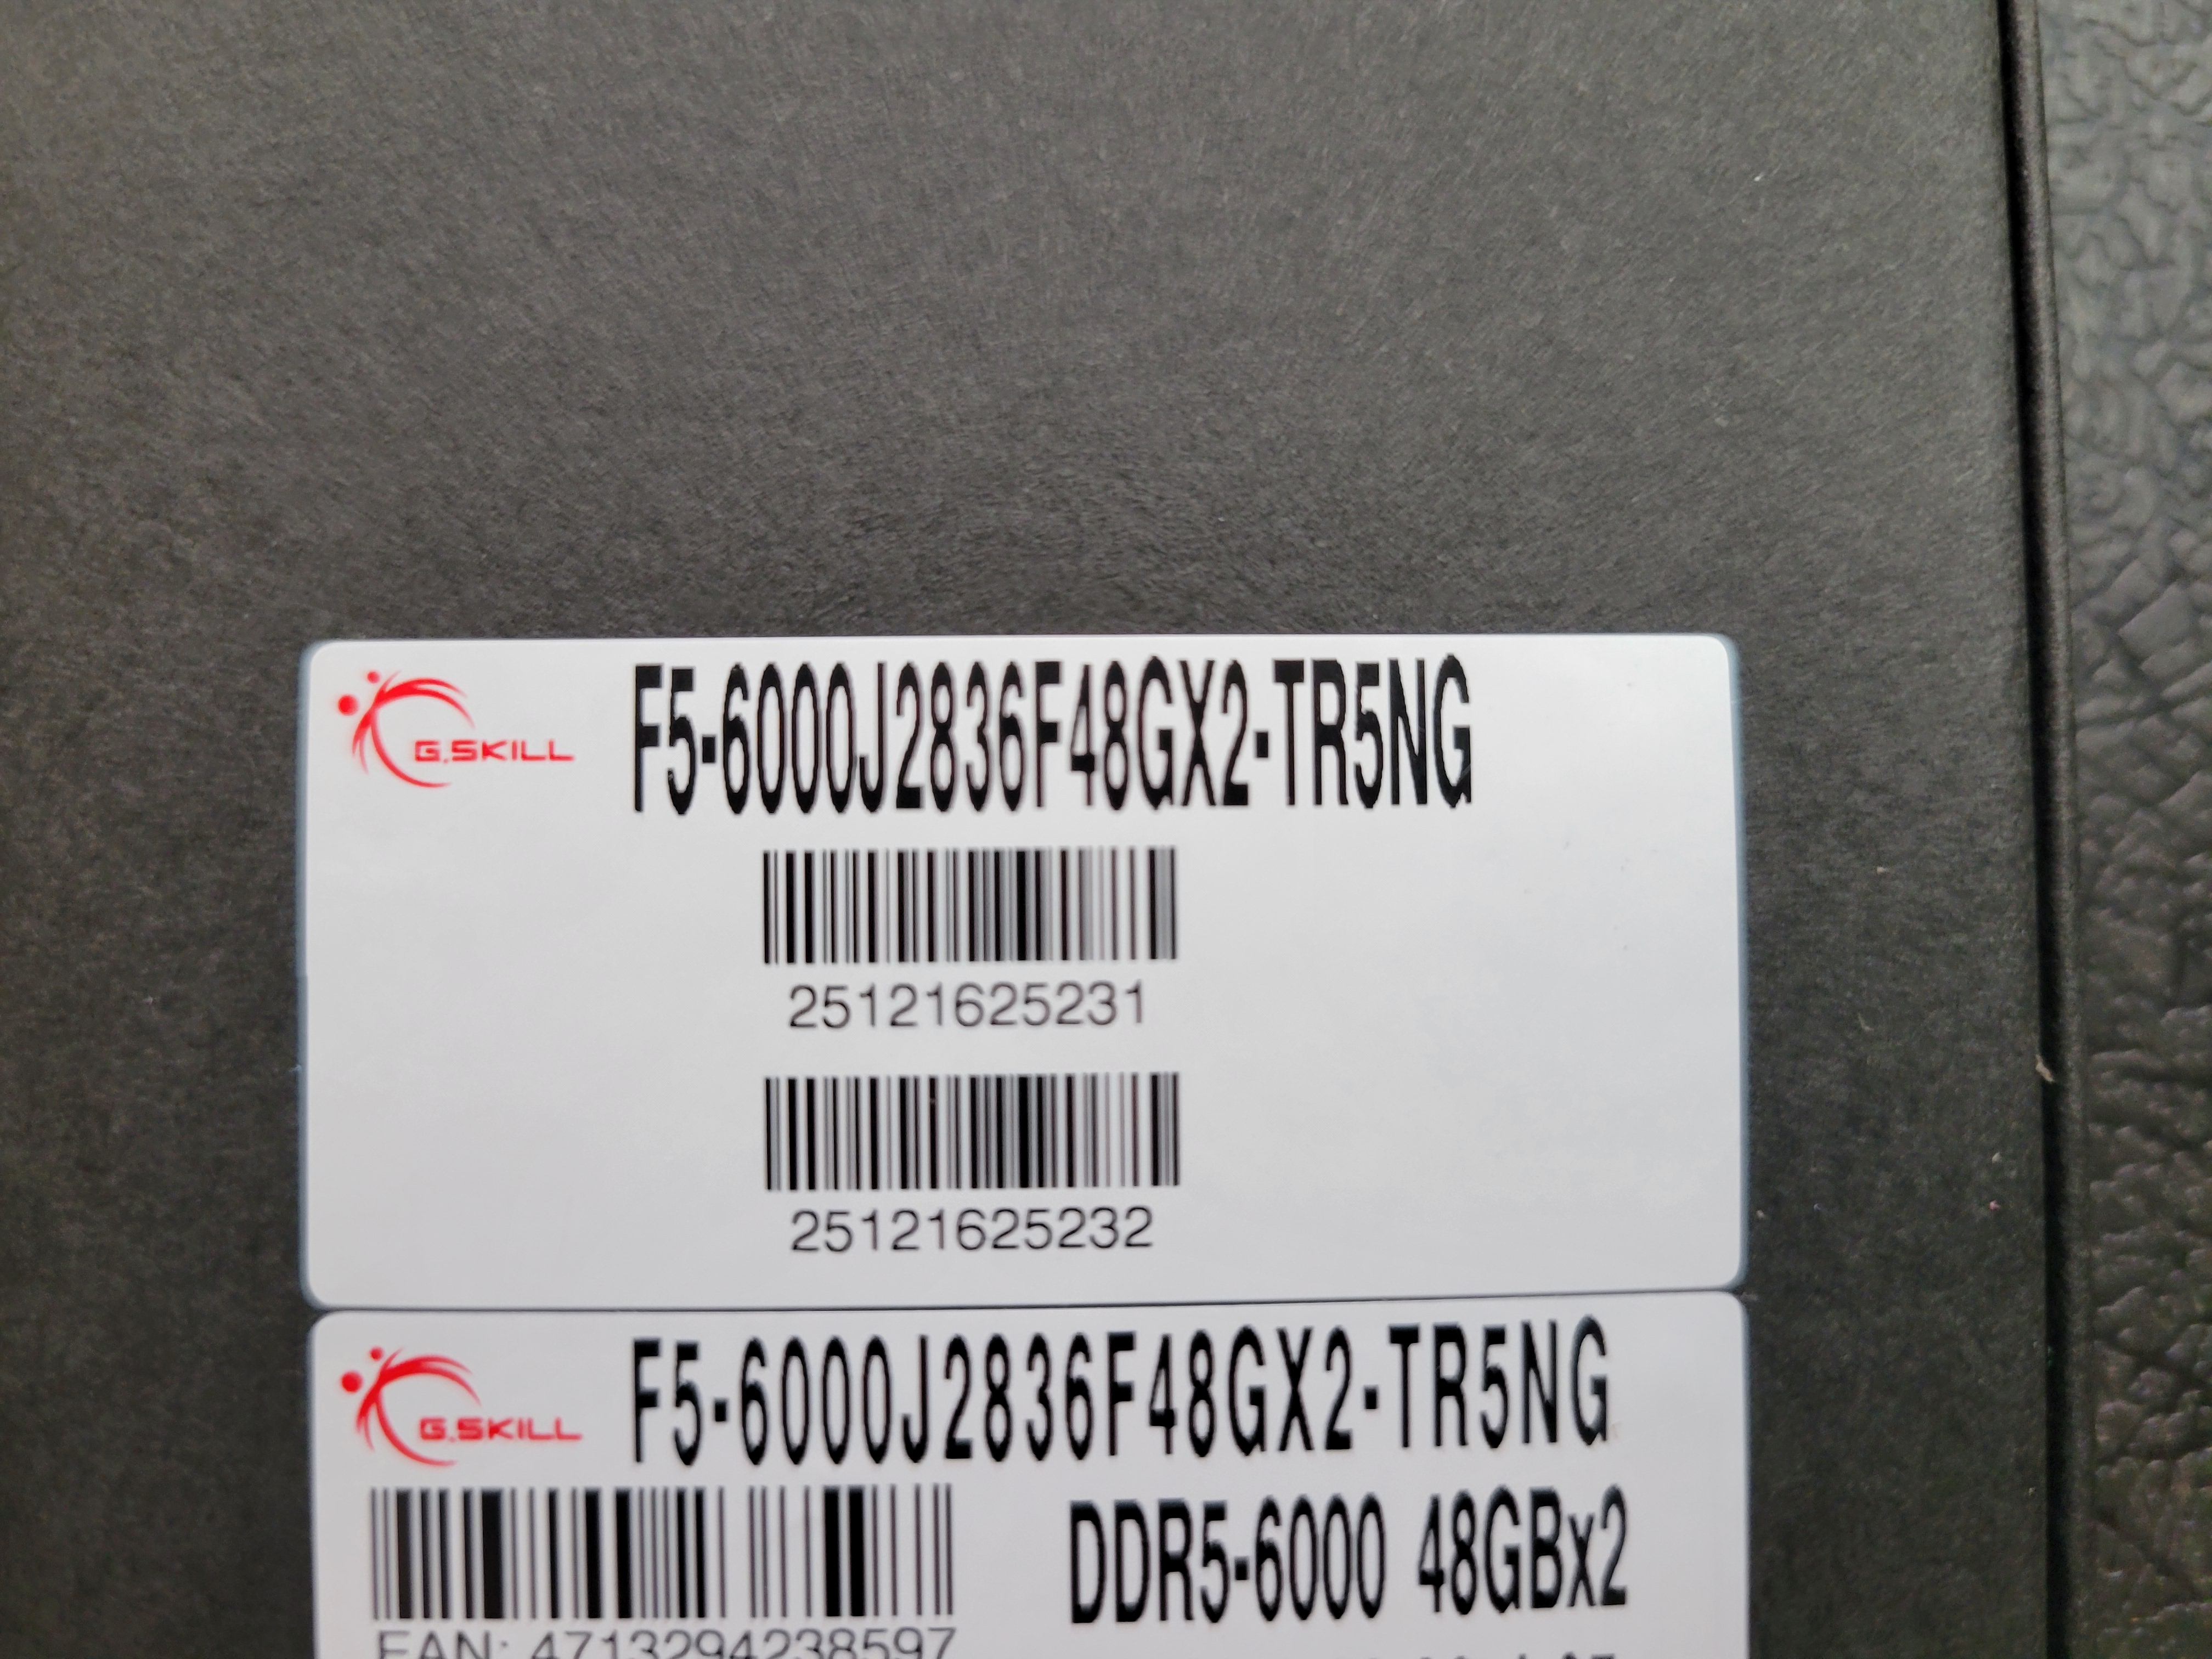 G.SKILL
F5-6000J2836F48GX2-TR5NG
25121625231
25121625232
G.SKILL
F5-6000J2836F48GX2-TR5NG
DDR5-6000 48GBx2
EAN: 4713294238597